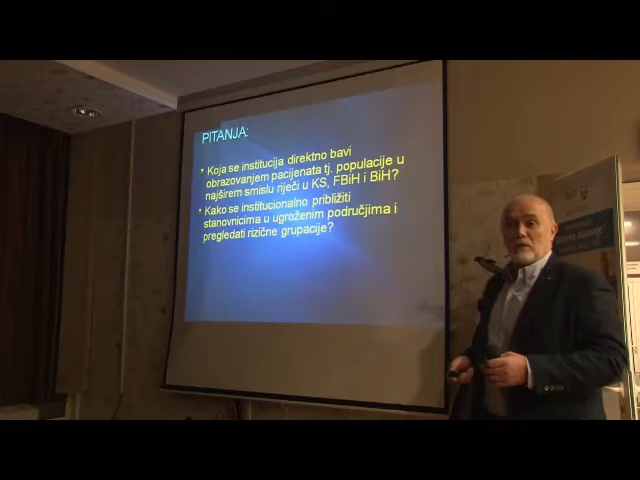 PITANJA:
• Koja se institucija direktno bavi
obrazovanjem pacijenata tj. populacije u
najširem smislu riječi u KS, FBiH i BiH?
• Kako se institucionalno približiti
stanovnicima u ugroženim područjima i
pregledati rizične grupacije?